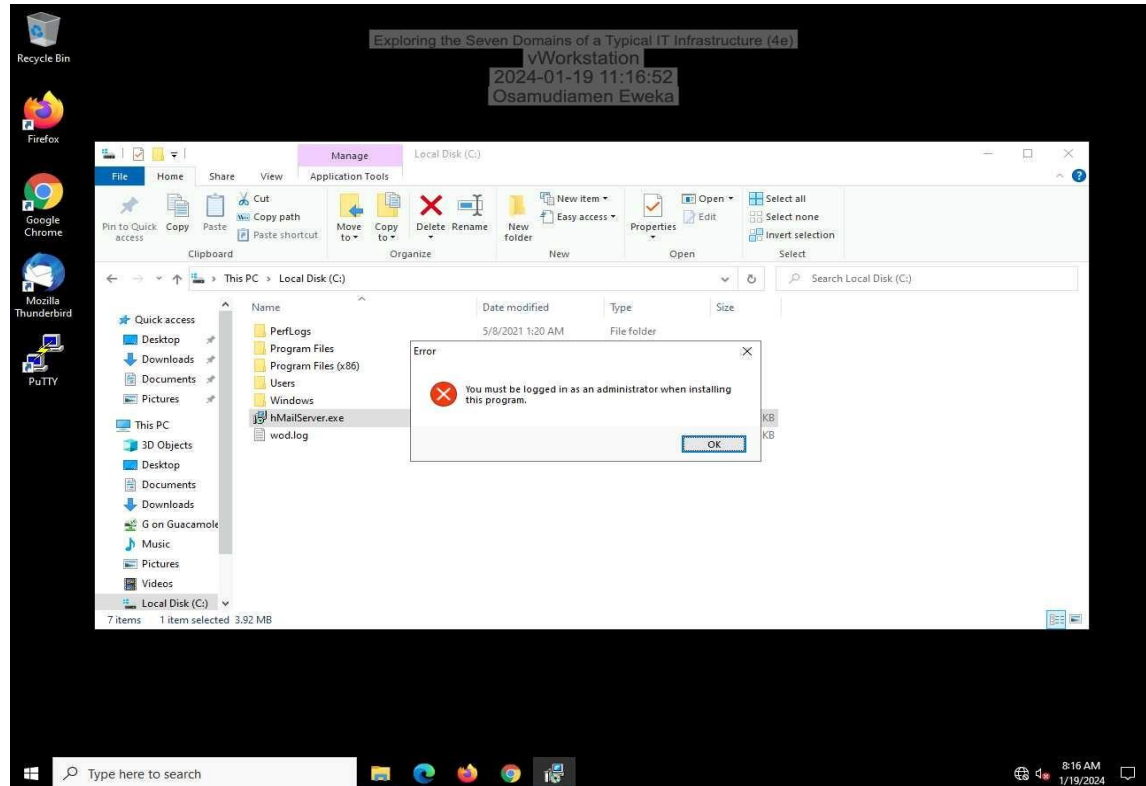 Exploring the Seven Domains of a Typical IT Infrastructure (4e)
vWorkstation
2024-01-19 11:16:52
Osamudiamen Eweka
Recycle Bin
Firefox
Google
Chrome
Mozilla
Thunderbird
PuTTY
Manage
Local Disk (C:)
File Home Share View Application Tools
Pin to Quick
access
Copy
Paste
Cut
Copy path
Paste shortcut
Clipboard
Move
to
Copy
to
Delete
Rename
Organize
New
folder
New item
Easy access
New
Properties
Open
Edit
Open
Select all
Select none
Invert selection
Select
This PC > Local Disk (C:)
Search Local Disk (C:)
Quick access
Desktop
Downloads
Documents
Pictures
This PC
3D Objects
Desktop
Documents
Downloads
G on Guacamole
Music
Pictures
Videos
Local Disk (C:)
Name Date modified Type Size
PerfLogs 5/8/2021 1:20 AM File folder
Program Files
Program Files (x86)
Users
Windows
hMailServer.exe KB
wod.log KB
Error
You must be logged in as an administrator when installing
this program.
OK
7 items 1 item selected 3.92 MB
Type here to search
8:16 AM
1/19/2024